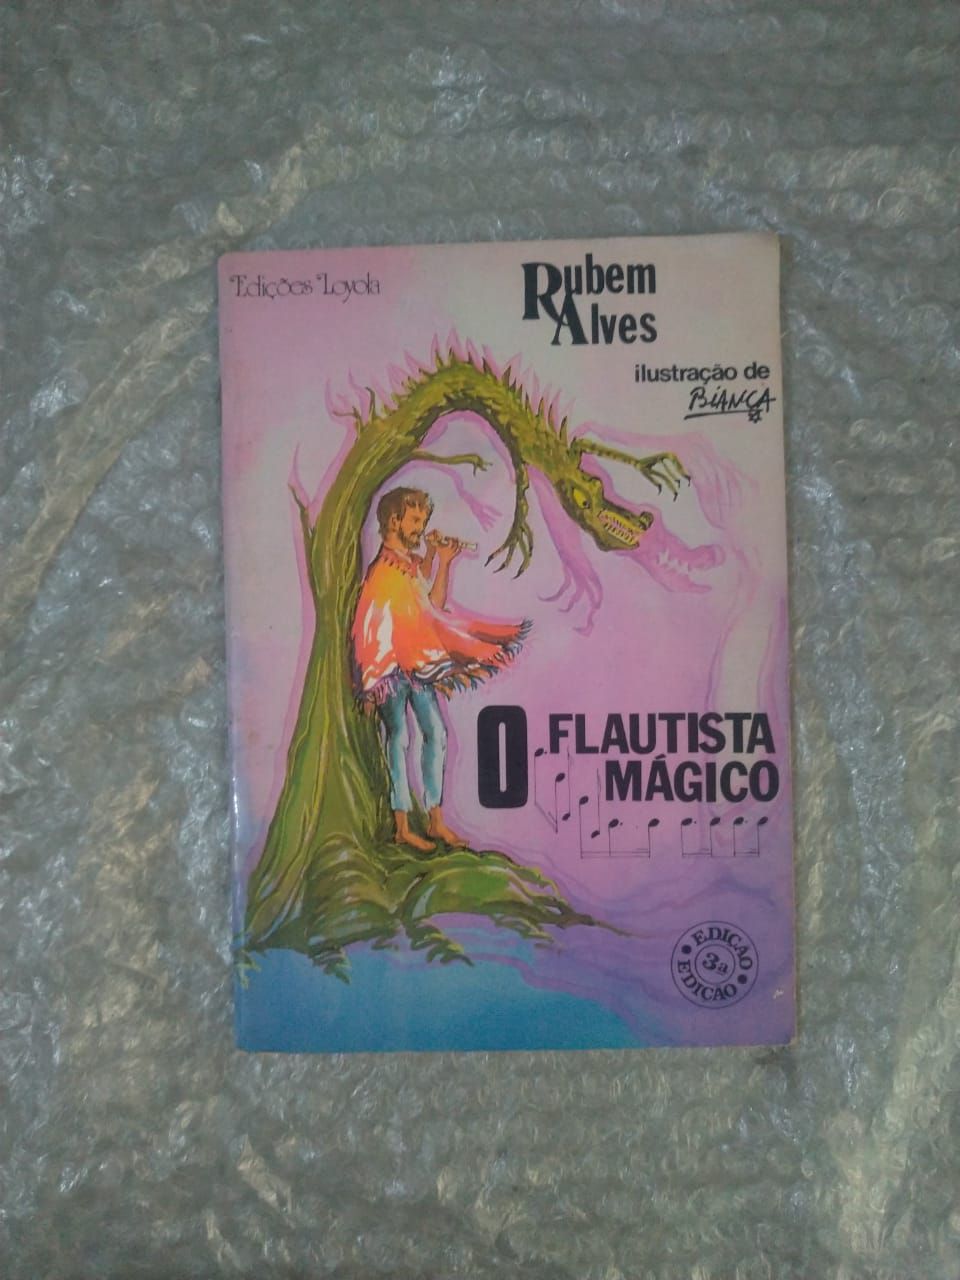 Edições Loyola
Rubem
Alves
ilustração de
BiANCA
O FLAUTISTA
MÁGICO
EDIÇÃO
3a
EDIÇÃO